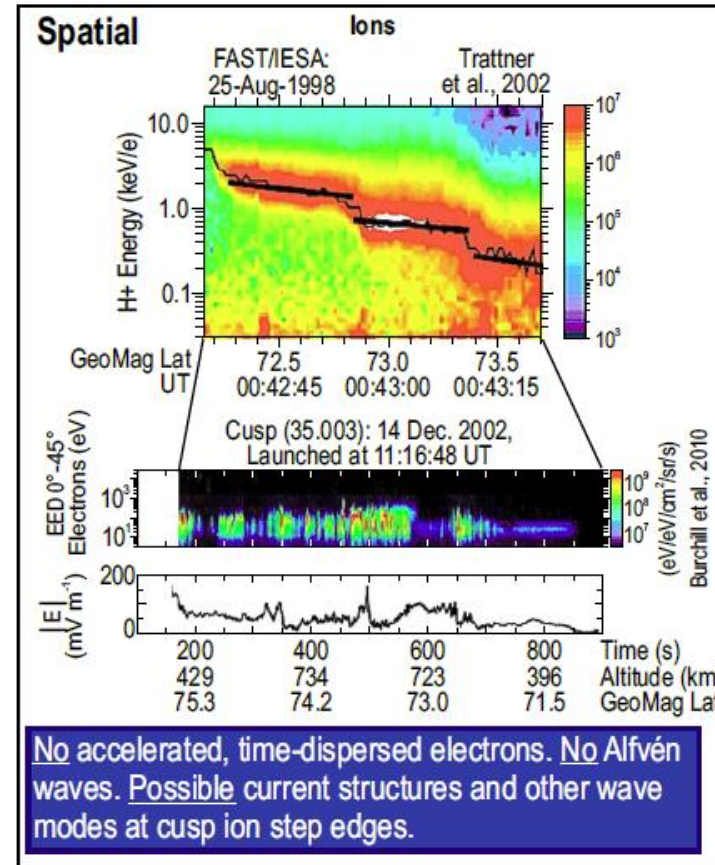 Spatial
Ions
FAST/IESA:
25-Aug-1998
Trattner
et al., 2002
H+ Energy (keV/e)
10.0
1.0
0.1
10⁷
10⁶
10⁵
10⁴
10³
GeoMag Lat 72.5 73.0 73.5
UT 00:42:45 00:43:00 00:43:15
Cusp (35.003): 14 Dec. 2002,
Launched at 11:16:48 UT
EED 0°-45°
Electrons (eV)
10³
10¹
10⁹
10⁸
10⁷
(eV/eV/cm²/sr/s)
Burchill et al., 2010
|E|
(mV m⁻¹)
200
0
200 400 600 800 Time (s)
429 734 723 396 Altitude (km
75.3 74.2 73.0 71.5 GeoMag Lat
No accelerated, time-dispersed electrons. No Alfvén
waves. Possible current structures and other wave
modes at cusp ion step edges.